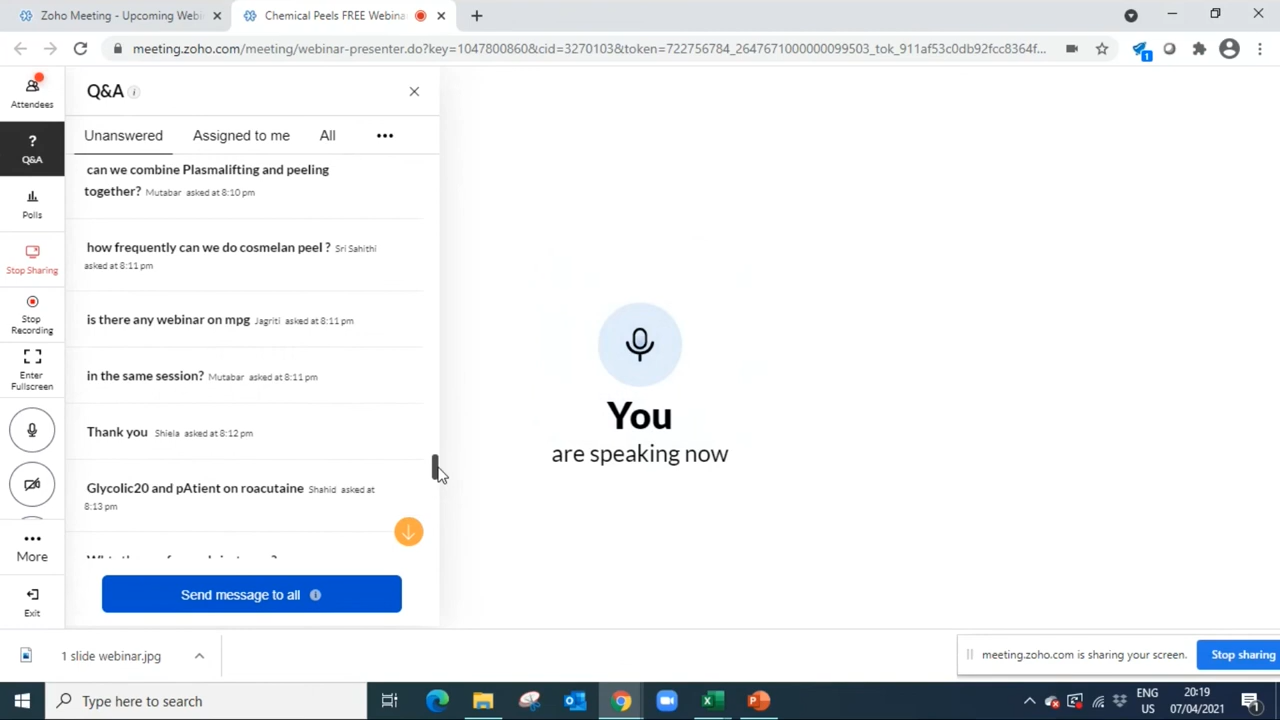 Zoho Meeting - Upcoming Webi
Chemical Peels FREE Webina
meeting.zoho.com/meeting/webinar-presenter.do?key=1047800860&cid=3270103&token=722756784_2647671000000099503_tok_911af53c0db92fcc8364f...
1
Attendees
?
Q&A
Polls
Stop Sharing
Stop
Recording
Enter
Fullscreen
More
Exit
Q&A
Unanswered Assigned to me All
can we combine Plasmalifting and peeling
together? Mutabar asked at 8:10 pm
how frequently can we do cosmelan peel ? Sri Sahithi
asked at 8:11 pm
is there any webinar on mpg Jagriti asked at 8:11 pm
in the same session? Mutabar asked at 8:11 pm
Thank you Shiela asked at 8:12 pm
Glycolic20 and pAtient on roacutaine Shahid asked at
8:13 pm
Send message to all
You
are speaking now
1 slide webinar.jpg
meeting.zoho.com is sharing your screen. Stop sharing
Type here to search
ENG
US
20:19
07/04/2021
1